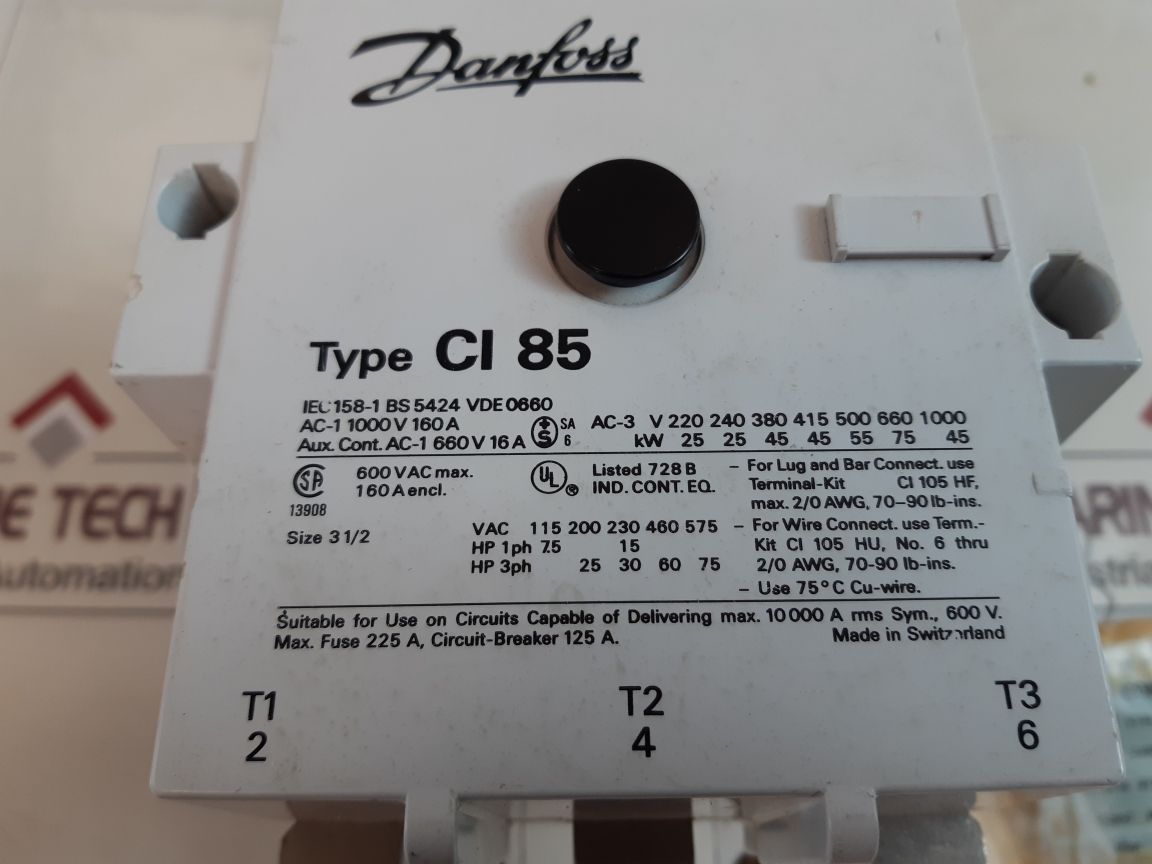 Danfoss
Type CI 85
IEC 158-1 BS 5424 VDE 0660
AC-1 1000 V 160 A
Aux. Cont. AC-1 660 V 16 A
S SA 6
AC-3 V 220 240 380 415 500 660 1000
kW 25 25 45 45 55 75 45
SA 600 VAC max.
160 A encl.
13908
Size 3 1/2
UL ® Listed 728 B
IND. CONT. EQ.
VAC 115 200 230 460 575
HP 1ph 7.5 15
HP 3ph 25 30 60 75
– For Lug and Bar Connect. use
Terminal-Kit CI 105 HF,
max. 2/0 AWG, 70–90 lb-ins.
– For Wire Connect. use Term.-
Kit CI 105 HU, No. 6 thru
2/0 AWG, 70-90 lb-ins.
– Use 75°C Cu-wire.
Suitable for Use on Circuits Capable of Delivering max. 10 000 A rms Sym., 600 V.
Max. Fuse 225 A, Circuit-Breaker 125 A.
Made in Switzerland
T1 T2 T3
2 4 6
E TECH
Automation